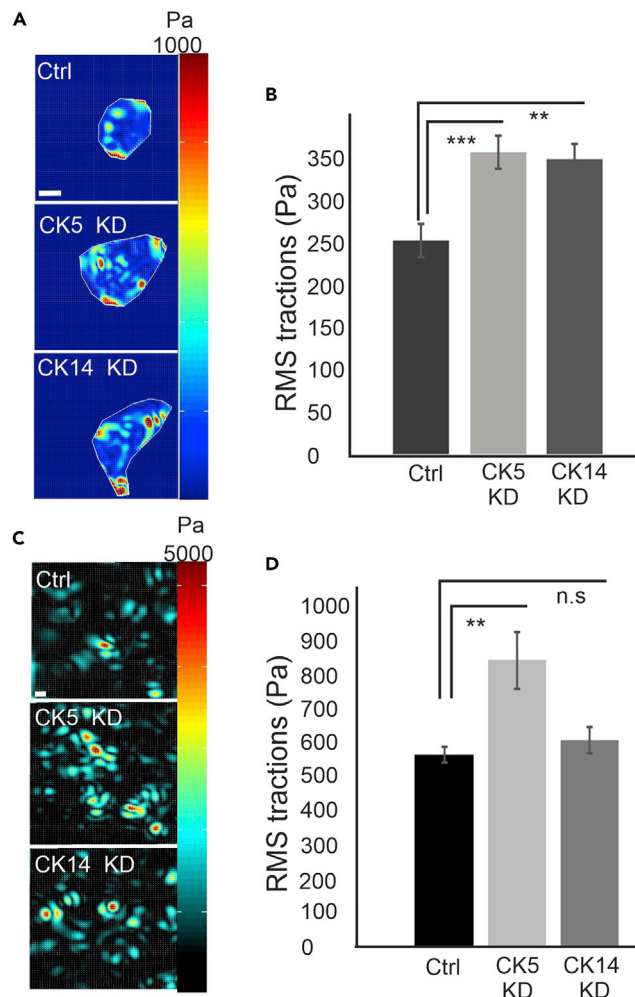 A
Pa
1000
Ctrl
CK5 KD
CK14 KD
B
**
***
RMS tractions (Pa)
350
300
250
200
150
100
50
0
Ctrl
CK5
KD
CK14
KD
C
Pa
5000
Ctrl
CK5 KD
CK14 KD
D
n.s
**
RMS tractions (Pa)
1000
900
800
700
600
500
400
300
200
100
0
Ctrl
CK5
KD
CK14
KD